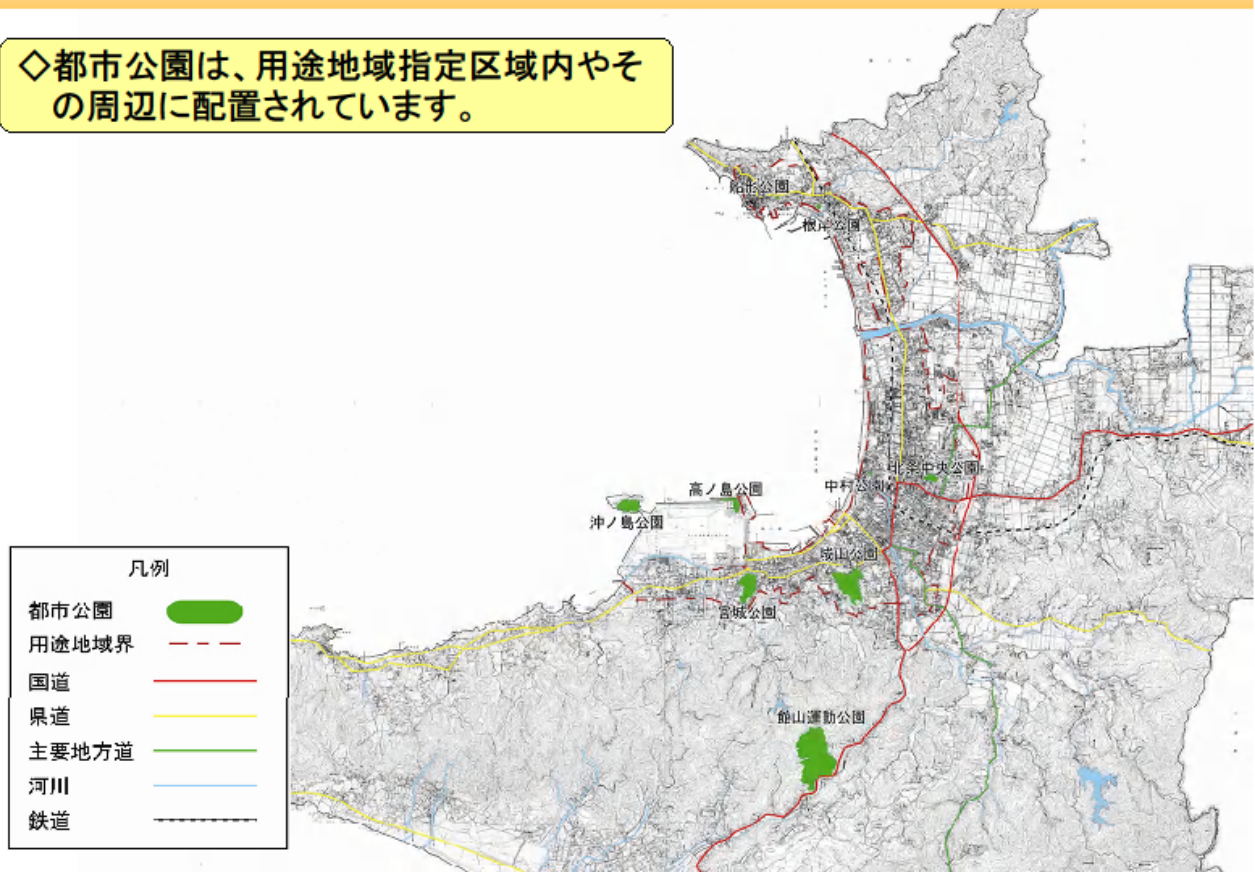 ◇都市公園は、用途地域指定区域内やそ
の周辺に配置されています。
船形公園
根岸公園
北条中央公園
中村公園
高ノ島公園
沖ノ島公園
城山公園
宮城公園
館山運動公園
凡例
都市公園
用途地域界
国道
県道
主要地方道
河川
鉄道